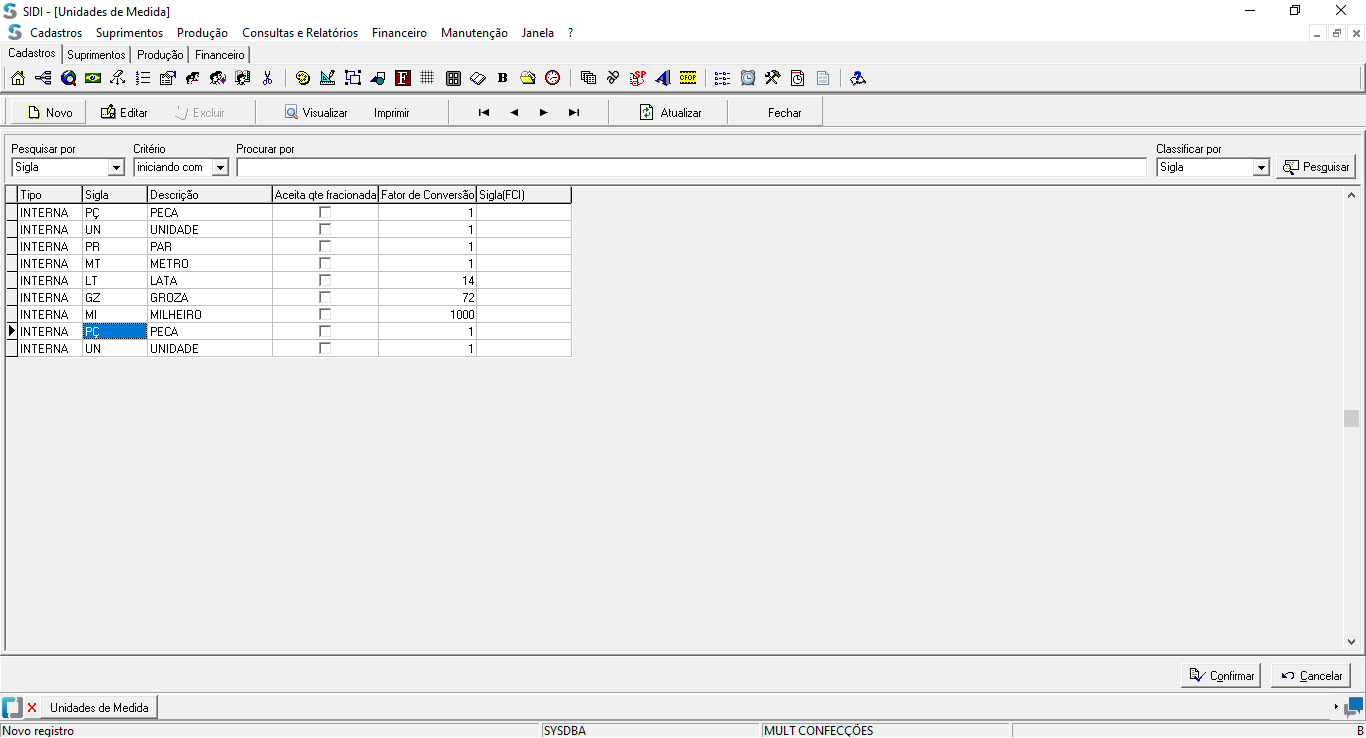 SIDI - [Unidades de Medida]
Cadastros Suprimentos Produção Consultas e Relatórios Financeiro Manutenção Janela ?
Cadastros Suprimentos Produção Financeiro
F B SP CFOP
Novo Editar Excluir Visualizar Imprimir Atualizar Fechar
Pesquisar por Critério Procurar por Classificar por
Sigla iniciando com Sigla Pesquisar
Tipo Sigla Descrição Aceita qte fracionada Fator de Conversão Sigla(FCI)
INTERNA PÇ PECA 1
INTERNA UN UNIDADE 1
INTERNA PR PAR 1
INTERNA MT METRO 1
INTERNA LT LATA 14
INTERNA GZ GROZA 72
INTERNA MI MILHEIRO 1000
INTERNA PÇ PECA 1
INTERNA UN UNIDADE 1
Confirmar Cancelar
Unidades de Medida
Novo registro SYSDBA MULT CONFECÇÕES B